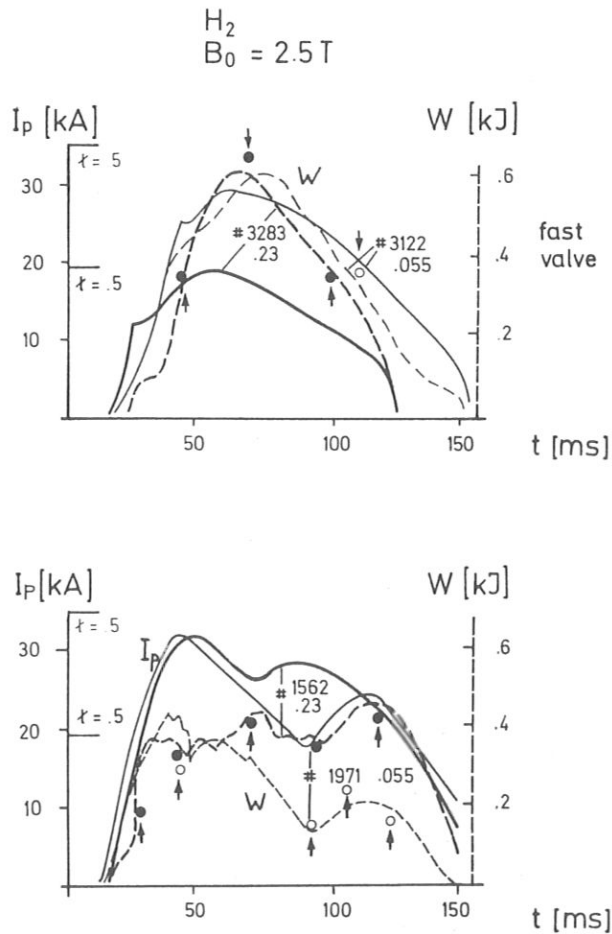 H₂
B₀ = 2.5 T
Iₚ [kA]
W [kJ]
ƚ = .5
30
W
.6
# 3283
.23
# 3122
.055
fast
valve
.4
20
ƚ = .5
10
.2
50
100
150
t [ms]
I_P [kA]
W [kJ]
ƚ = .5
30
Iₚ
.6
# 1562
.23
ƚ = .5
20
.4
# 1971 .055
W
10
.2
50
100
150
t [ms]